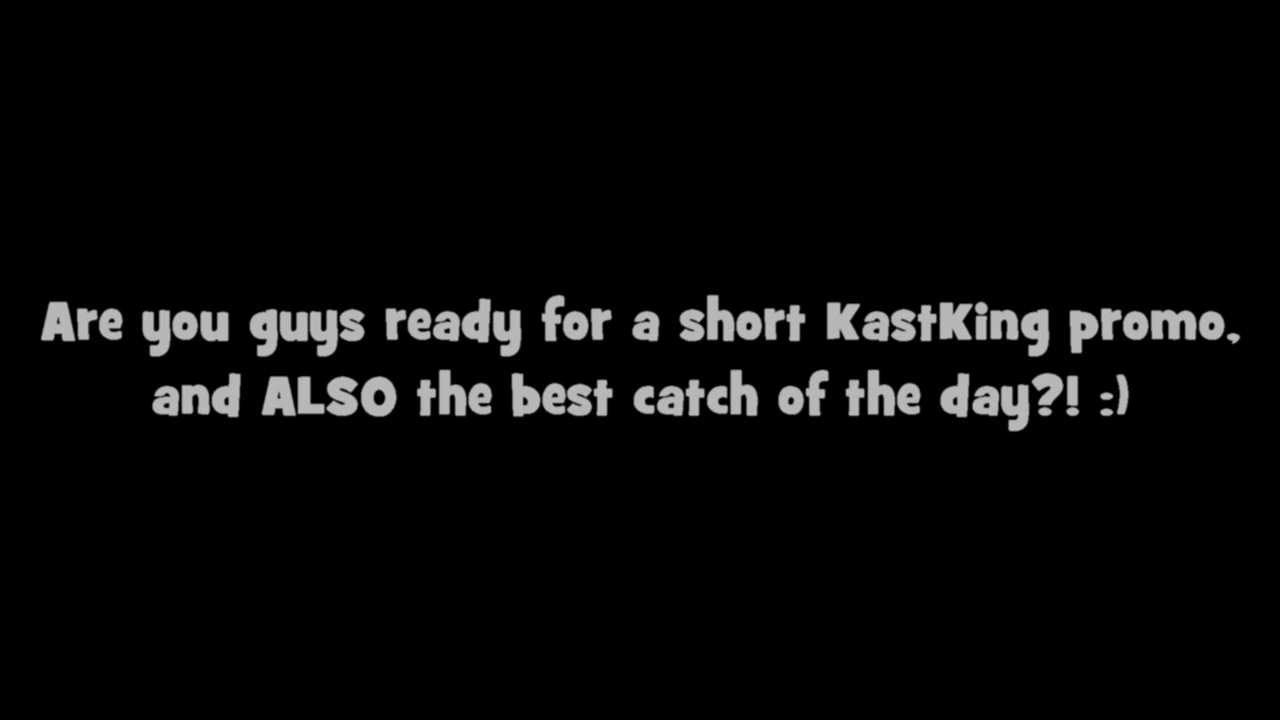 Are you guys ready for a short KastKing promo,
and ALSO the best catch of the day?! :)